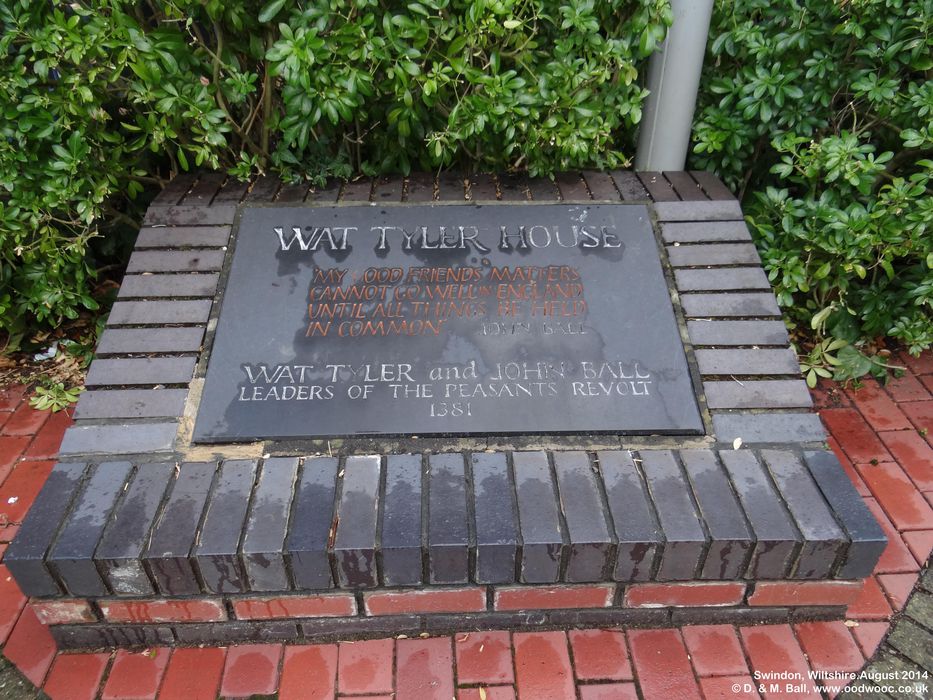 WAT TYLER HOUSE
"MY GOOD FRIENDS, MATTERS
CANNOT GO WELL IN ENGLAND
UNTIL ALL THINGS BE HELD
IN COMMON" JOHN BALL
WAT TYLER and JOHN BALL
LEADERS OF THE PEASANTS REVOLT
1381
Swindon, Wiltshire.August 2014
© D. & M. Ball, www.oodwooc.co.uk